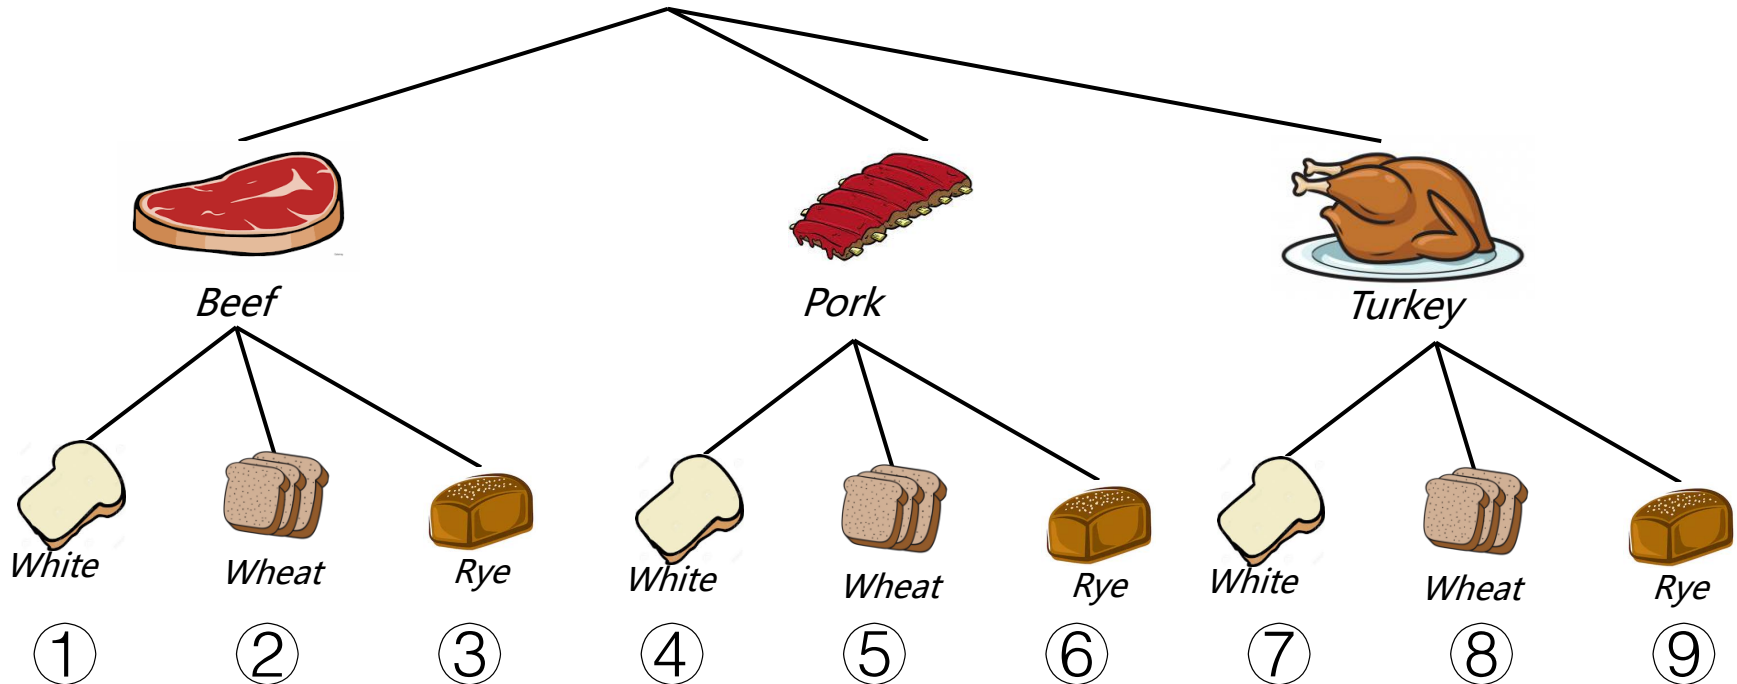 Beef Pork Turkey
White Wheat Rye White Wheat Rye White Wheat Rye
① ② ③ ④ ⑤ ⑥ ⑦ ⑧ ⑨